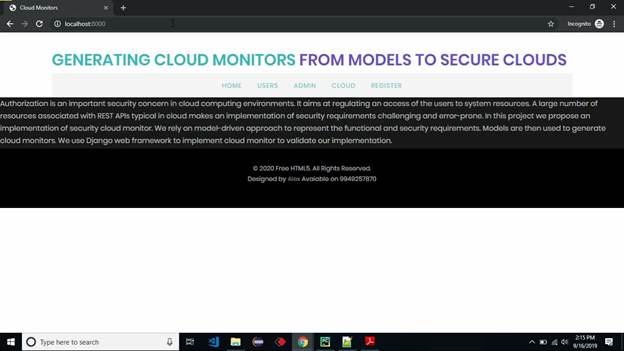 Cloud Monitors
localhost:8000
Incognito
GENERATING CLOUD MONITORS FROM MODELS TO SECURE CLOUDS
HOME USERS ADMIN CLOUD REGISTER
Authorization is an important security concern in cloud computing environments. It aims at regulating an access of the users to system resources. A large number of
resources associated with REST APIs typical in cloud makes an implementation of security requirements challenging and error-prone. In this project we propose an
implementation of security cloud monitor. We rely on model-driven approach to represent the functional and security requirements. Models are then used to generate
cloud monitors. We use Django web framework to implement cloud monitor to validate our implementation.
© 2020 Free HTML5. All Rights Reserved.
Designed by Alex Avaiable on 9949257870
Type here to search
2:15 PM
9/16/2019